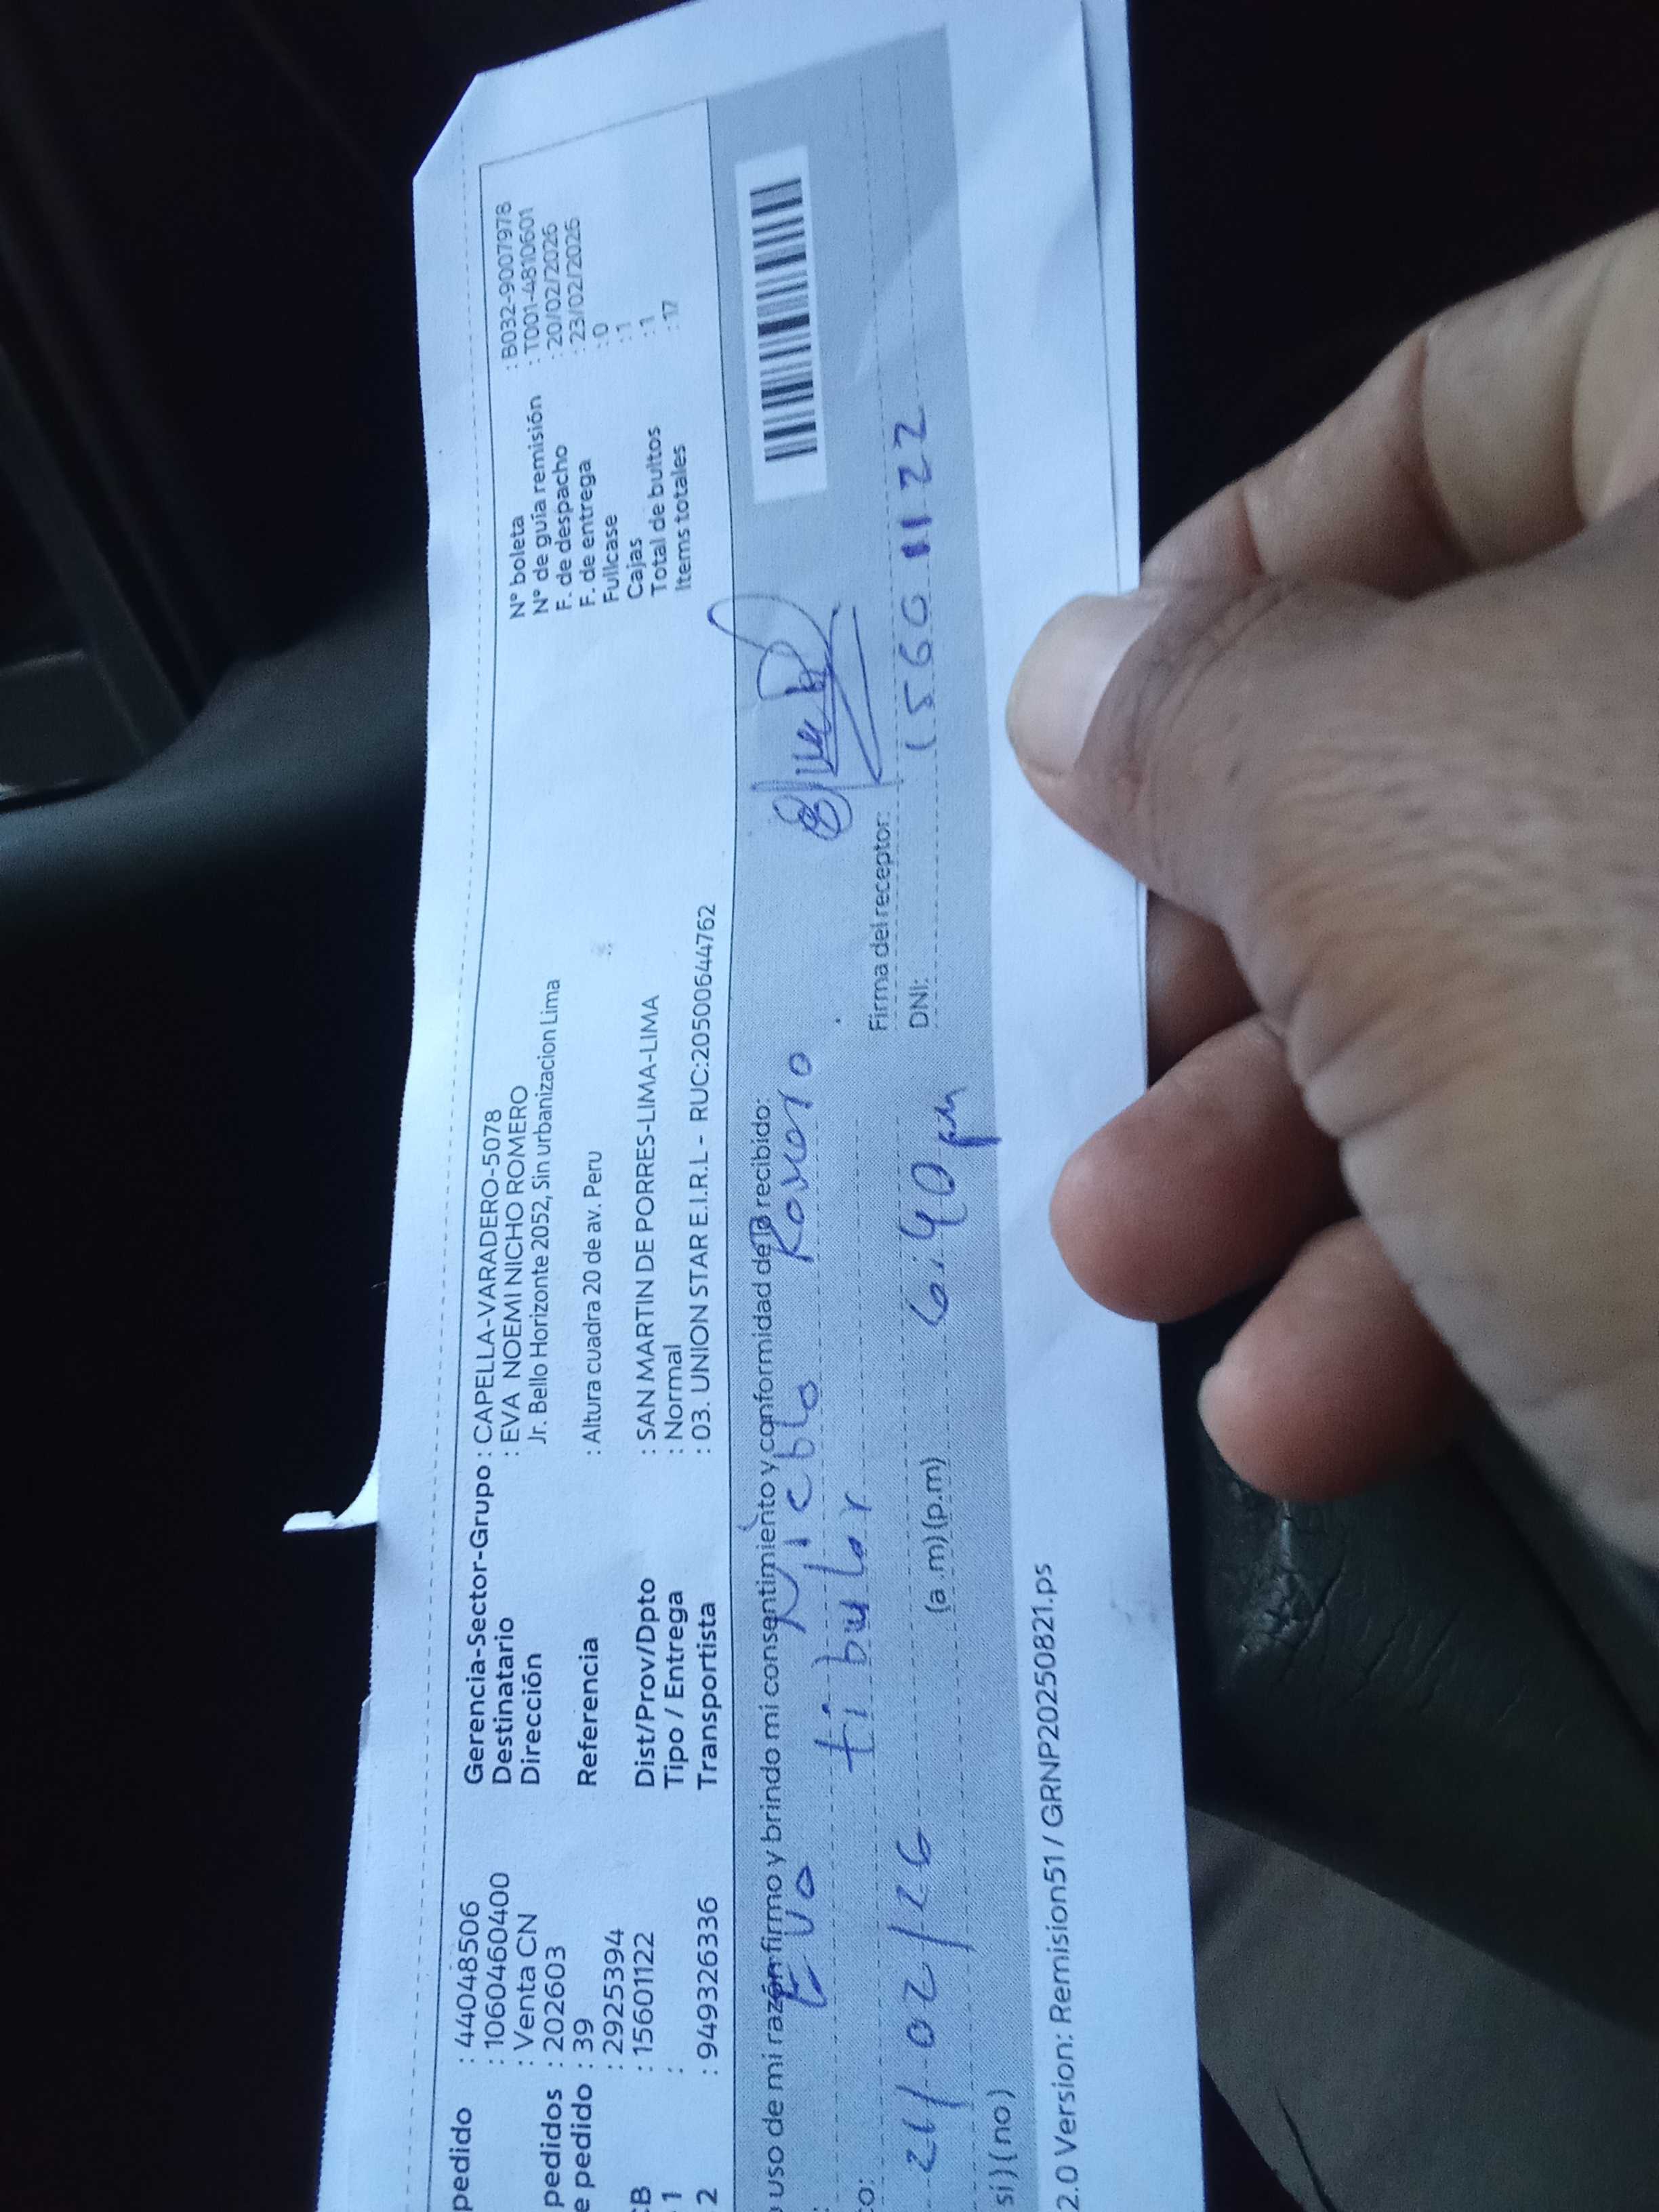 pedido : 44048506
: 1060460400
: Venta CN
pedidos : 202603
e pedido : 39
: 2925394
CB : 15601122
1 :
2 : 949326336
Gerencia-Sector-Grupo : CAPELLA-VARADERO-5078
Destinatario : EVA NOEMI NICHO ROMERO
Dirección Jr. Bello Horizonte 2052, Sin urbanizacion Lima
Referencia : Altura cuadra 20 de av. Peru
Dist/Prov/Dpto : SAN MARTIN DE PORRES-LIMA-LIMA
Tipo / Entrega : Normal
Transportista : 03. UNION STAR E.I.R.L - RUC:20500644762
N° boleta : B032-9007978
N° de guía remisión : T001-4810601
F. de despacho : 20/02/2026
F. de entrega : 23/02/2026
Fullcase : 0
Cajas : 1
Total de bultos : 1
Items totales : 17
uso de mi razón firmo y brindo mi consentimiento y conformidad de lo recibido:
Eva Romero
titular
Firma del receptor:
21/02/26 (a.m)(p.m) 6:40 pm
DNI: 15601122
si)(no)
2.0 Version: Remision51 / GRNP20250821.ps